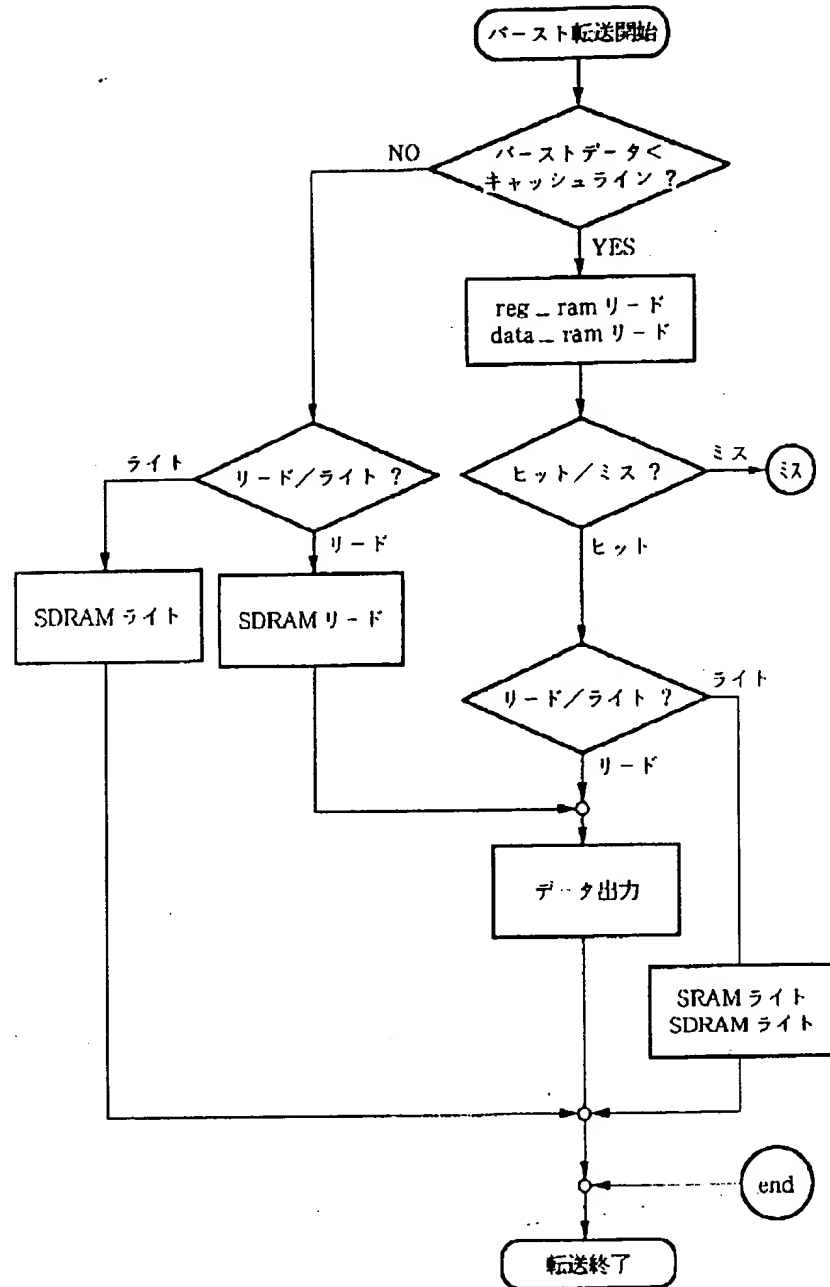 バースト転送開始
バーストデータ<
キャッシュライン ?
NO
YES
reg_ram リード
data_ram リード
ライト
リード/ライト ?
ヒット/ミス ?
ミス
ミス
リード
ヒット
SDRAM ライト
SDRAM リード
リード/ライト ?
ライト
リード
データ出力
SRAM ライト
SDRAM ライト
end
転送終了